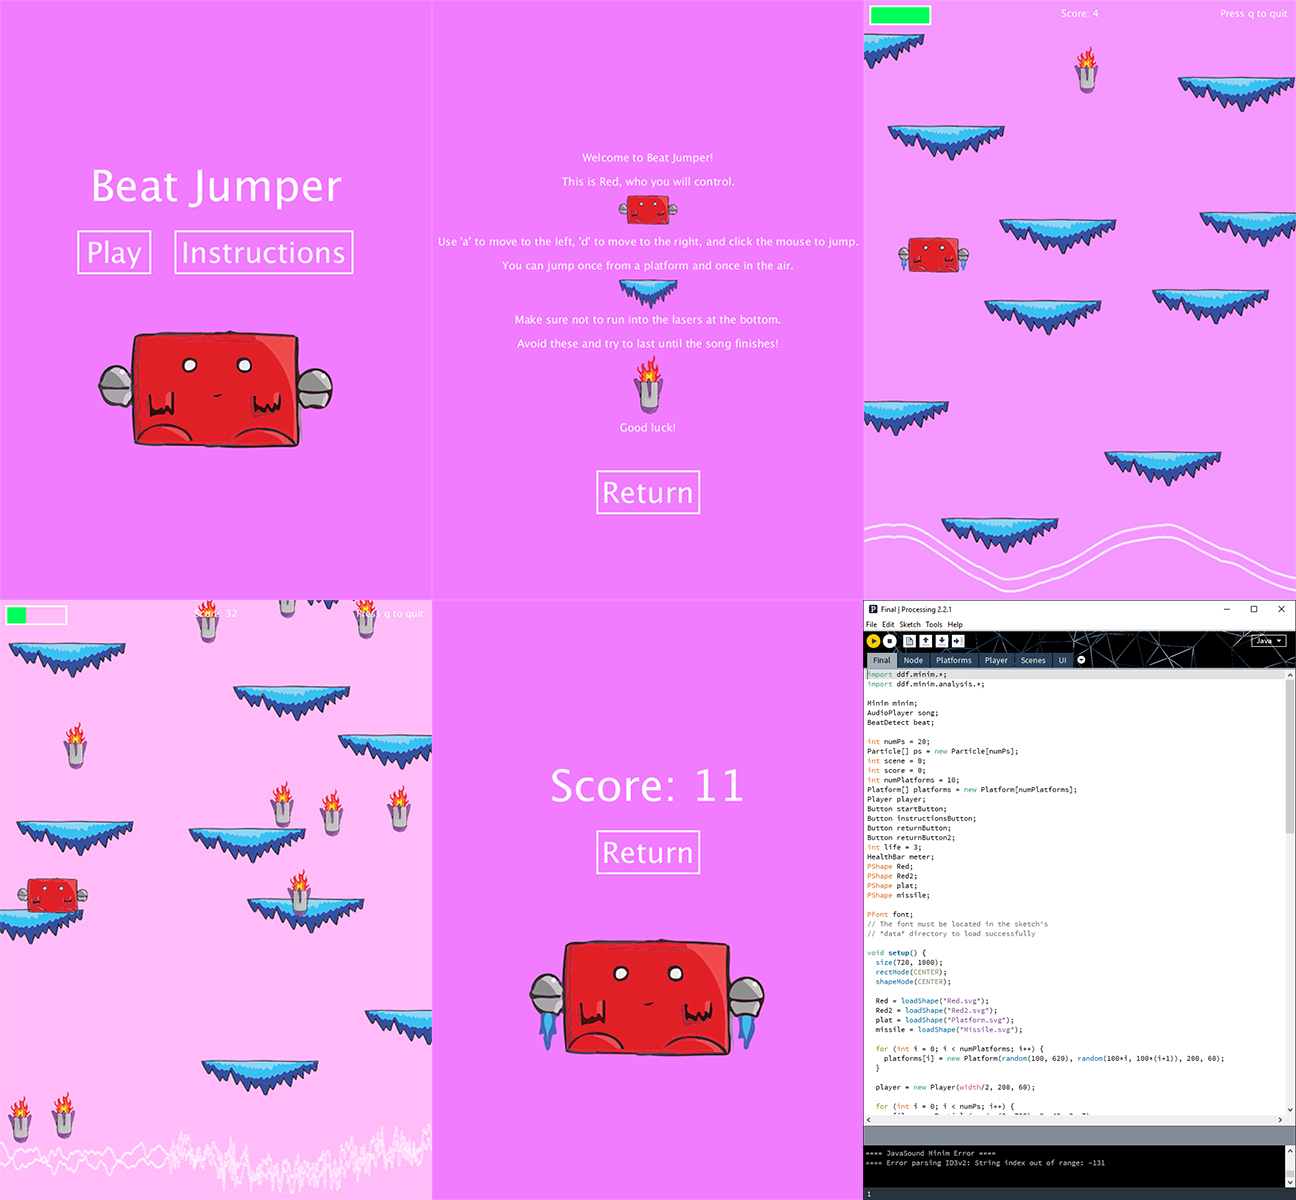 Beat Jumper
Play
Instructions
Welcome to Beat Jumper!
This is Red, who you will control.
Use 'a' to move to the left, 'd' to move to the right, and click the mouse to jump.
You can jump once from a platform and once in the air.
Make sure not to run into the lasers at the bottom.
Avoid these and try to last until the song finishes!
Good luck!
Return
Score: 4
Press q to quit
Score: 32
Press q to quit
Score: 11
Return
Final | Processing 2.2.1
File Edit Sketch Tools Help
Java
Final Node Platforms Player Scenes UI
import ddf.minim.*;
import ddf.minim.analysis.*;
Minim minim;
AudioPlayer song;
BeatDetect beat;
int numPs = 20;
Particle[] ps = new Particle[numPs];
int scene = 0;
int score = 0;
int numPlatforms = 10;
Platform[] platforms = new Platform[numPlatforms];
Player player;
Button startButton;
Button instructionsButton;
Button returnButton;
Button returnButton2;
int life = 3;
HealthBar meter;
PShape Red;
PShape Red2;
PShape plat;
PShape missile;
PFont font;
// The font must be located in the sketch's
// "data" directory to load successfully
void setup() {
size(720, 1000);
rectMode(CENTER);
shapeMode(CENTER);
Red = loadShape("Red.svg");
Red2 = loadShape("Red2.svg");
plat = loadShape("Platform.svg");
missile = loadShape("Missile.svg");
for (int i = 0; i < numPlatforms; i++) {
platforms[i] = new Platform(random(100, 620), random(100*i, 100*(i+1)), 200, 60);
}
player = new Player(width/2, 200, 60);
for (int i = 0; i < numPs; i++) {
==== JavaSound Minim Error ====
==== Error parsing ID3v2: String index out of range: -131
1